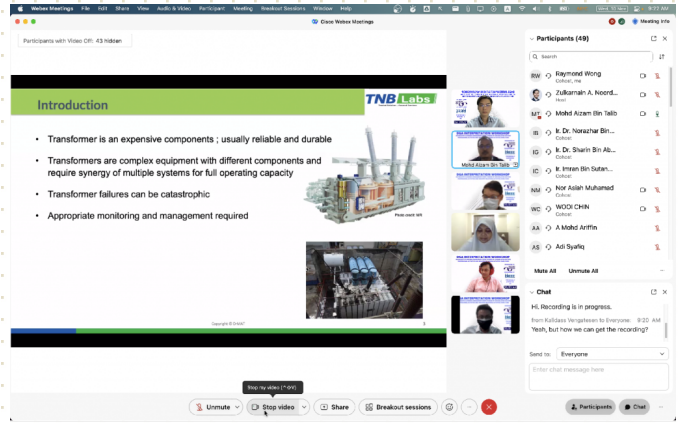 Webex Meetings File Edit Share View Audio & Video Participant Meeting Breakout Sessions Window Help
Cisco Webex Meetings
Meeting Info
Participants with Video Off: 43 Hidden
Introduction
TNB Labs
• Transformer is an expensive components ; usually reliable and durable
• Transformers are complex equipment with different components and
require synergy of multiple systems for full operating capacity
• Transformer failures can be catastrophic
• Appropriate monitoring and management required
Mohd Aizam Bin Talib
Participants (49)
Search
RW Raymond Wong
Cohost, me
Zulkarnain A. Noord...
Host
MT Mohd Aizam Bin Talib
IB Ir. Dr. Norazhar Bin...
Cohost
IG Ir. Dr. Sharin Bin Ab...
Cohost
IC Ir. Imran Bin Sutan...
Cohost
NM Nor Asiah Muhamad
Cohost
WC WOOI CHIN
Cohost
AA A Mohd Ariffin
AS Adi Syafiq
Mute All Unmute All
Chat
Hi. Recording is in progress.
from Kalidass Vengatesen to Everyone: 9:20 AM
Yeah, but how we can get the recording?
Send to: Everyone
Enter chat message here
Stop my video
Unmute
Stop video
Share
Breakout sessions
Participants
Chat